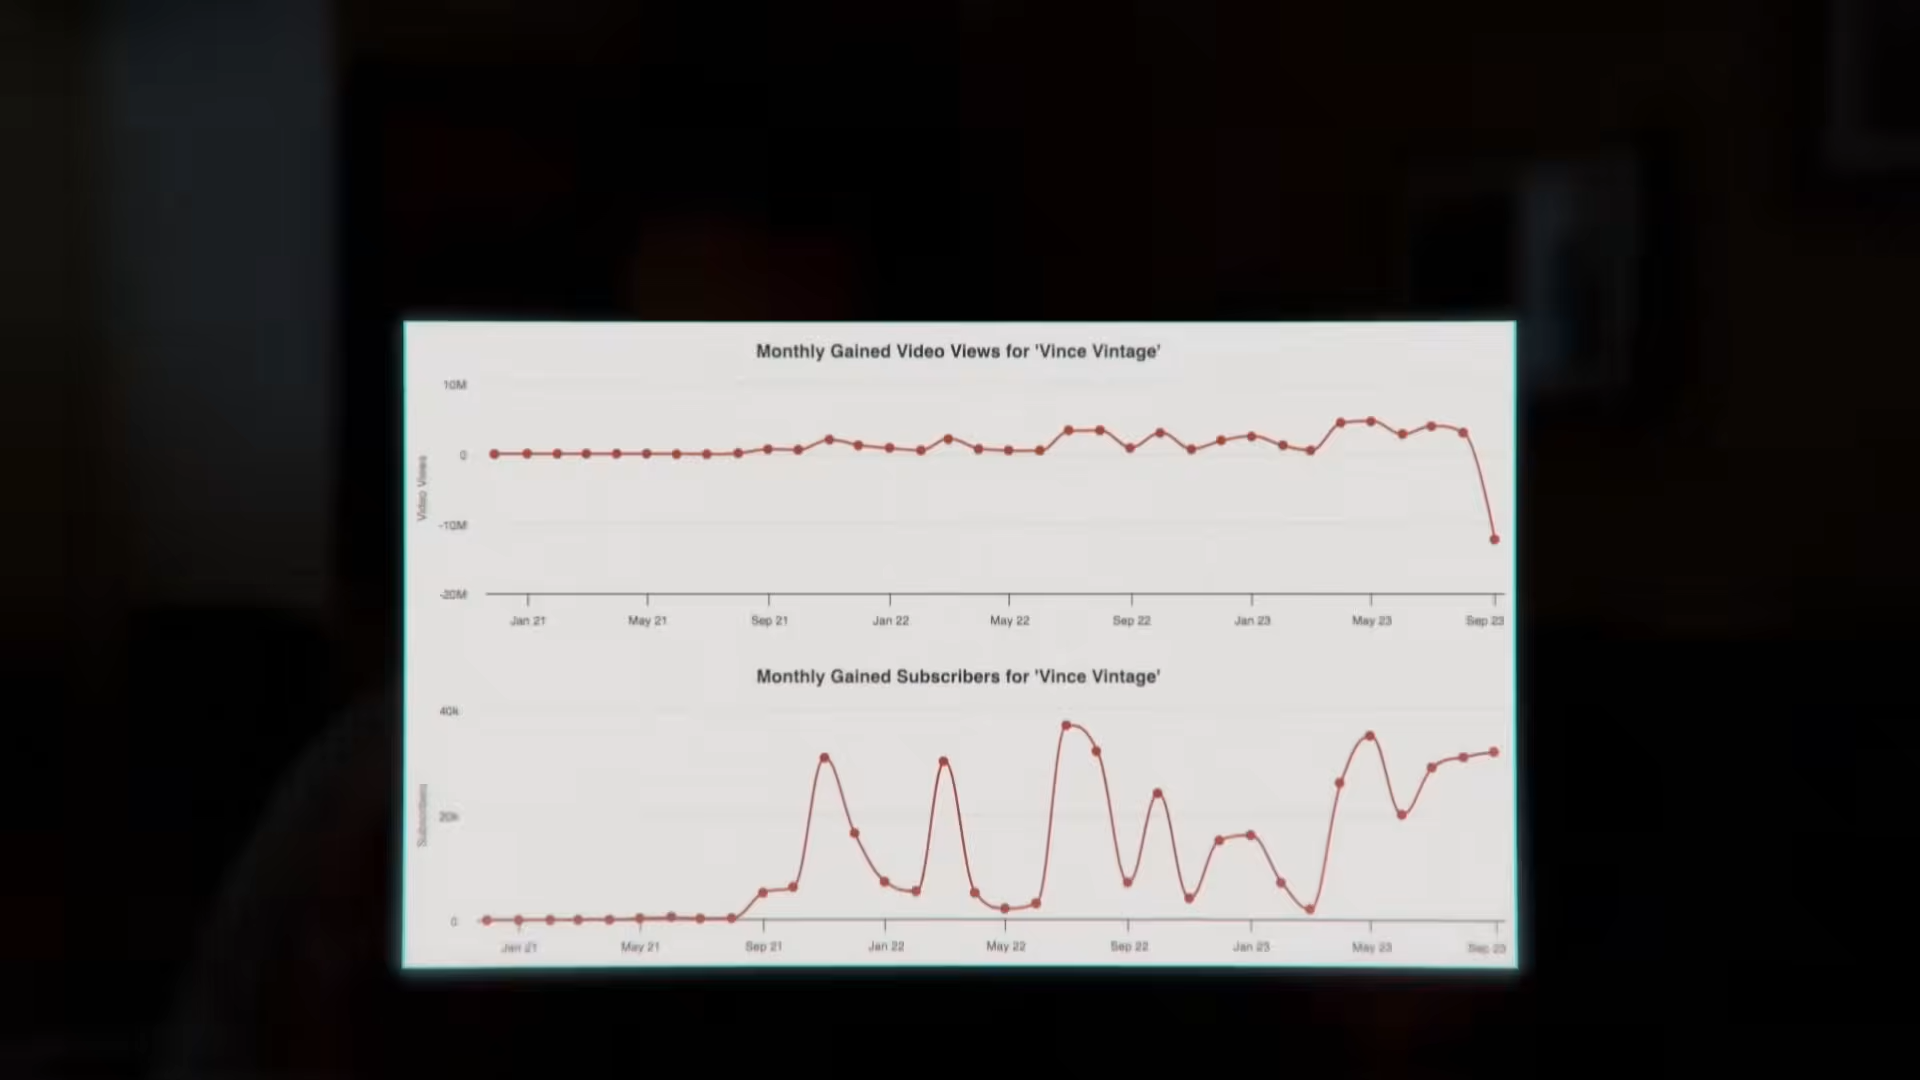 Monthly Gained Video Views for 'Vince Vintage'
10M
0
-10M
-20M
Video Views
Jan 21 May 21 Sep 21 Jan 22 May 22 Sep 22 Jan 23 May 23 Sep 23
Monthly Gained Subscribers for 'Vince Vintage'
40k
20k
0
Subscribers
Jan 21 May 21 Sep 21 Jan 22 May 22 Sep 22 Jan 23 May 23 Sep 23